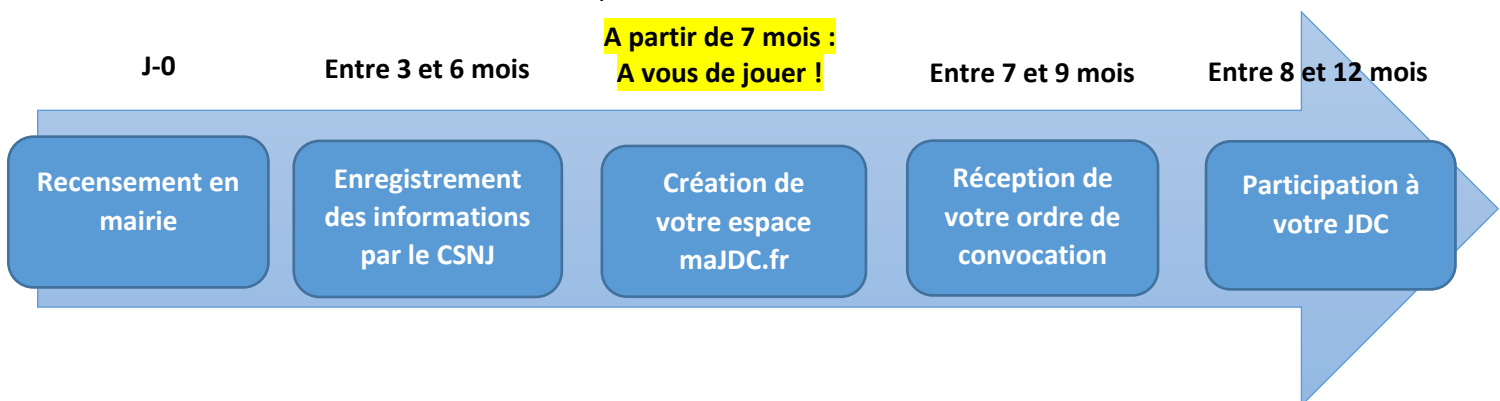 J-0
Recensement en
mairie
Entre 3 et 6 mois
Enregistrement
des informations
par le CSNJ
A partir de 7 mois :
A vous de jouer !
Création de
votre espace
maJDC.fr
Entre 7 et 9 mois
Réception de
votre ordre de
convocation
Entre 8 et 12 mois
Participation à
votre JDC